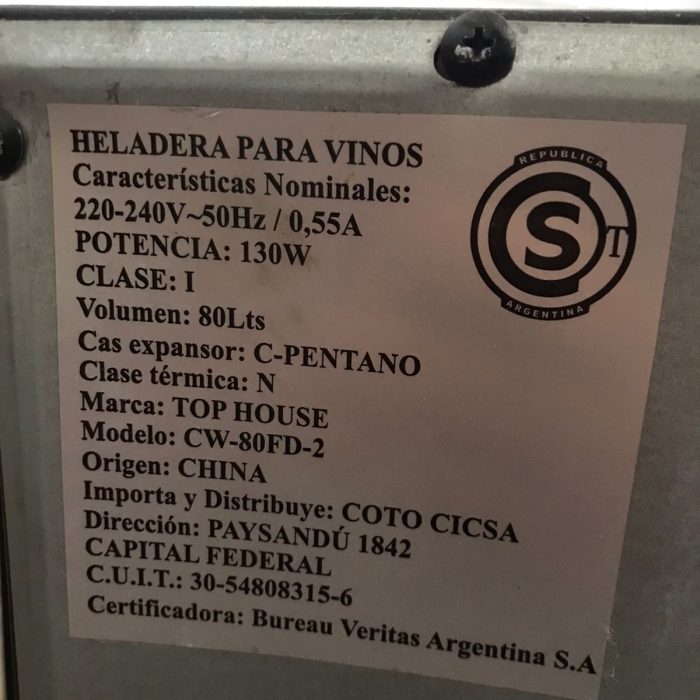 HELADERA PARA VINOS
Características Nominales:
220-240V~50Hz / 0,55A
POTENCIA: 130W
CLASE: I
Volumen: 80Lts
Cas expansor: C-PENTANO
Clase térmica: N
Marca: TOP HOUSE
Modelo: CW-80FD-2
Origen: CHINA
Importa y Distribuye: COTO CICSA
Dirección: PAYSANDÚ 1842
CAPITAL FEDERAL
C.U.I.T.: 30-54808315-6
Certificadora: Bureau Veritas Argentina S.A
REPUBLICA
CS T
ARGENTINA